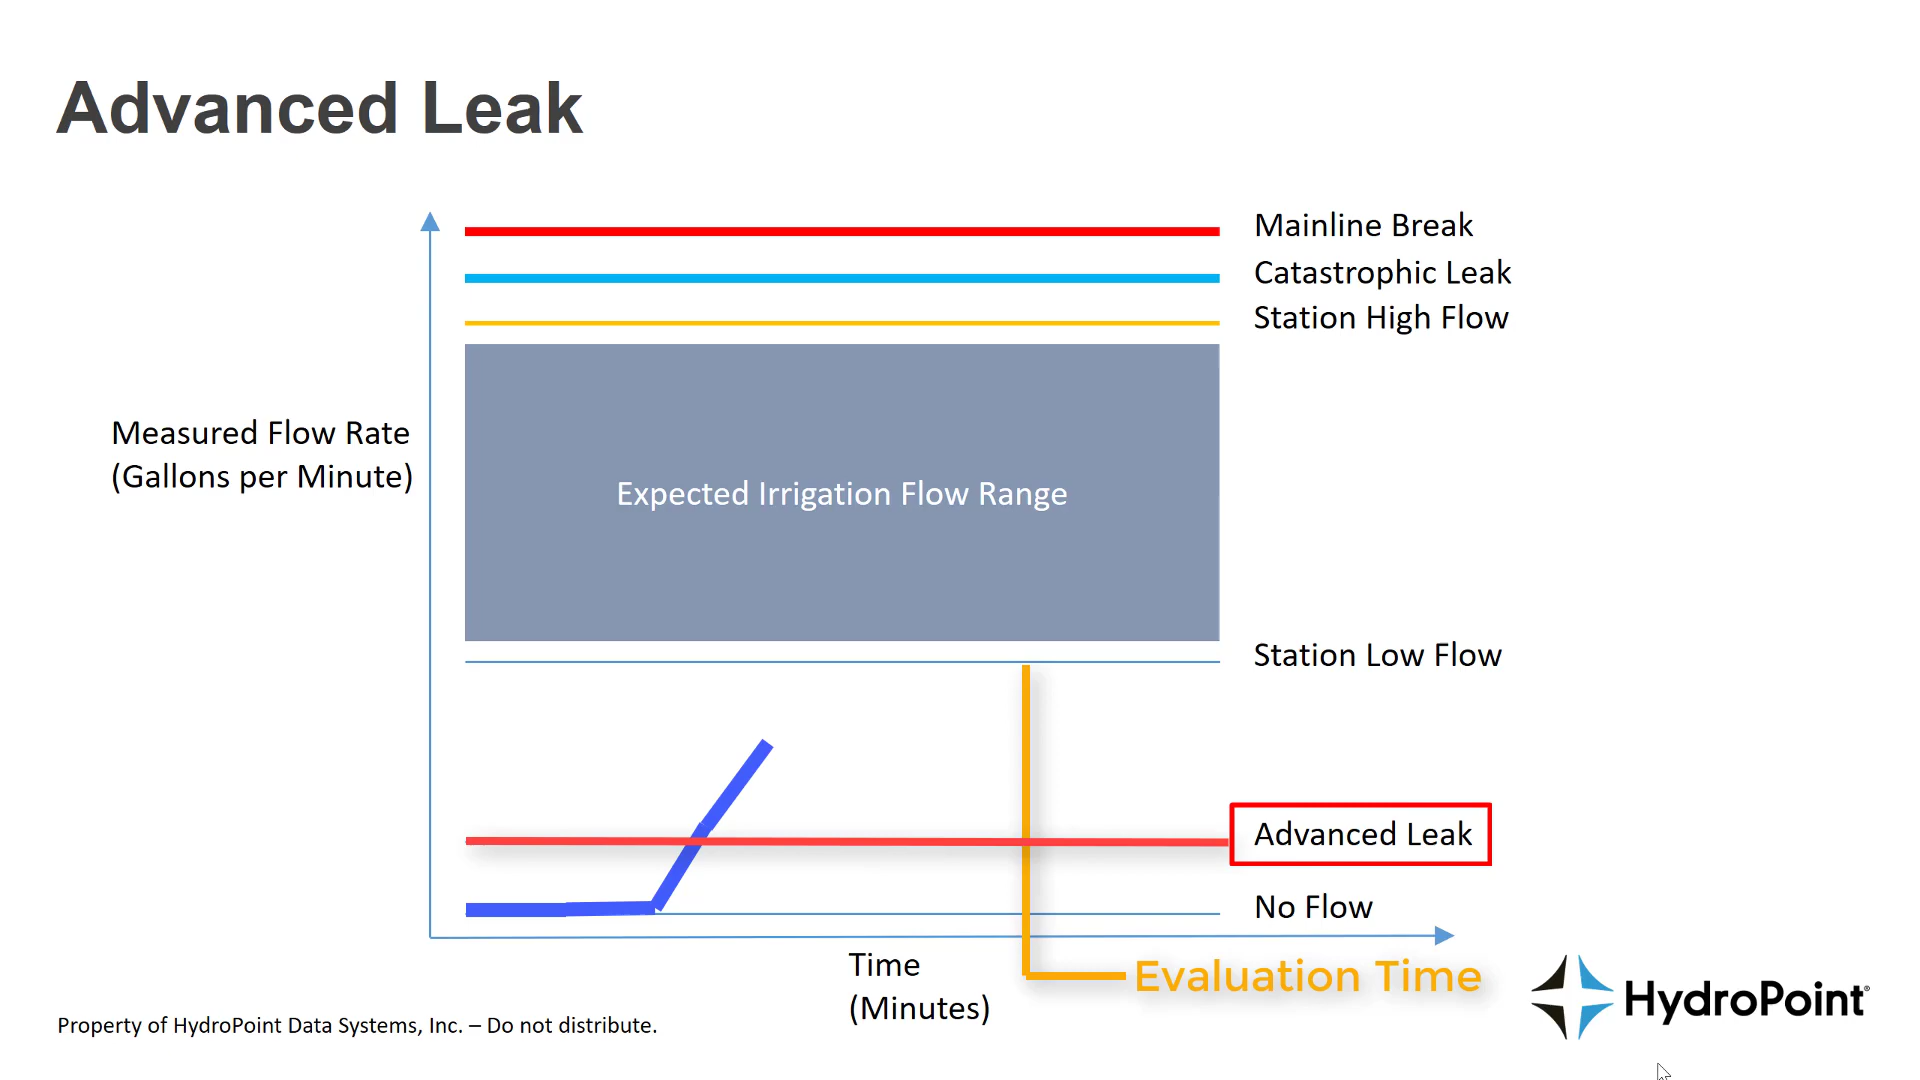 Advanced Leak
Mainline Break
Catastrophic Leak
Station High Flow
Measured Flow Rate
(Gallons per Minute)
Expected Irrigation Flow Range
Station Low Flow
Advanced Leak
No Flow
Time
(Minutes)
Evaluation Time
HydroPoint®
Property of HydroPoint Data Systems, Inc. – Do not distribute.